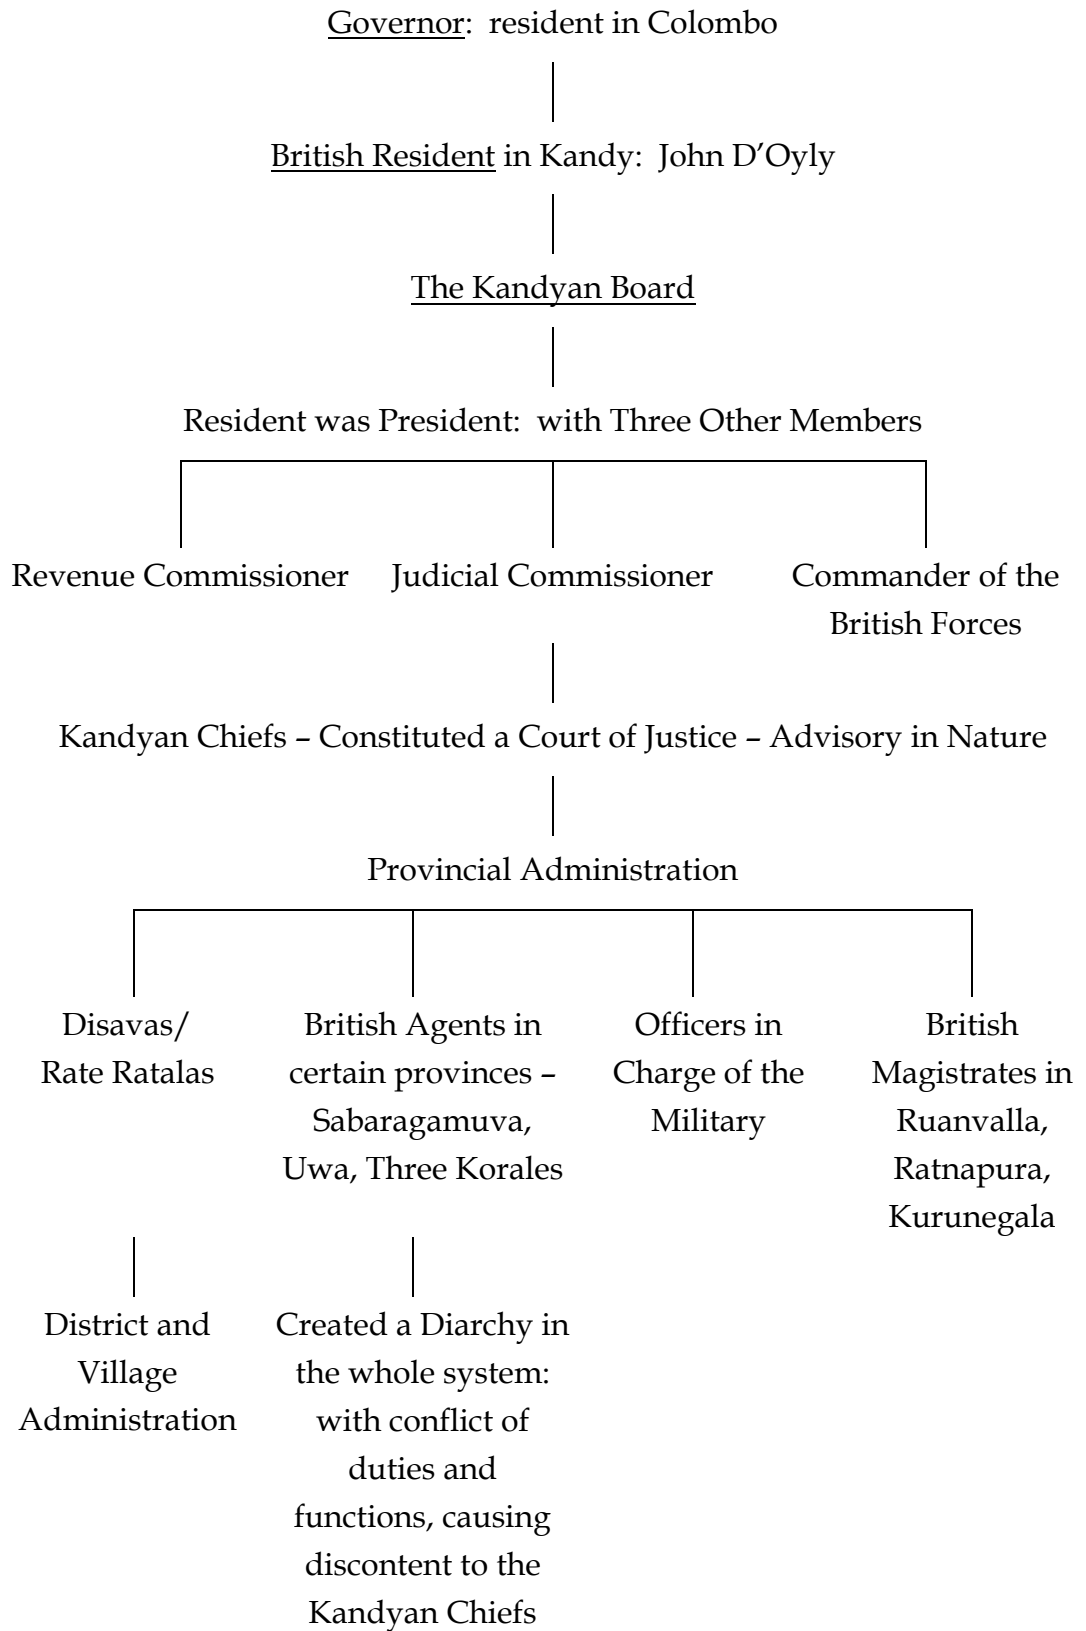 Governor: resident in Colombo
British Resident in Kandy: John D’Oyly
The Kandyan Board
Resident was President: with Three Other Members
Revenue Commissioner
Judicial Commissioner
Commander of the
British Forces
Kandyan Chiefs – Constituted a Court of Justice – Advisory in Nature
Provincial Administration
Disavas/
Rate Ratalas
British Agents in
certain provinces –
Sabaragamuva,
Uwa, Three Korales
Officers in
Charge of the
Military
British
Magistrates in
Ruanvalla,
Ratnapura,
Kurunegala
District and
Village
Administration
Created a Diarchy in
the whole system:
with conflict of
duties and
functions, causing
discontent to the
Kandyan Chiefs